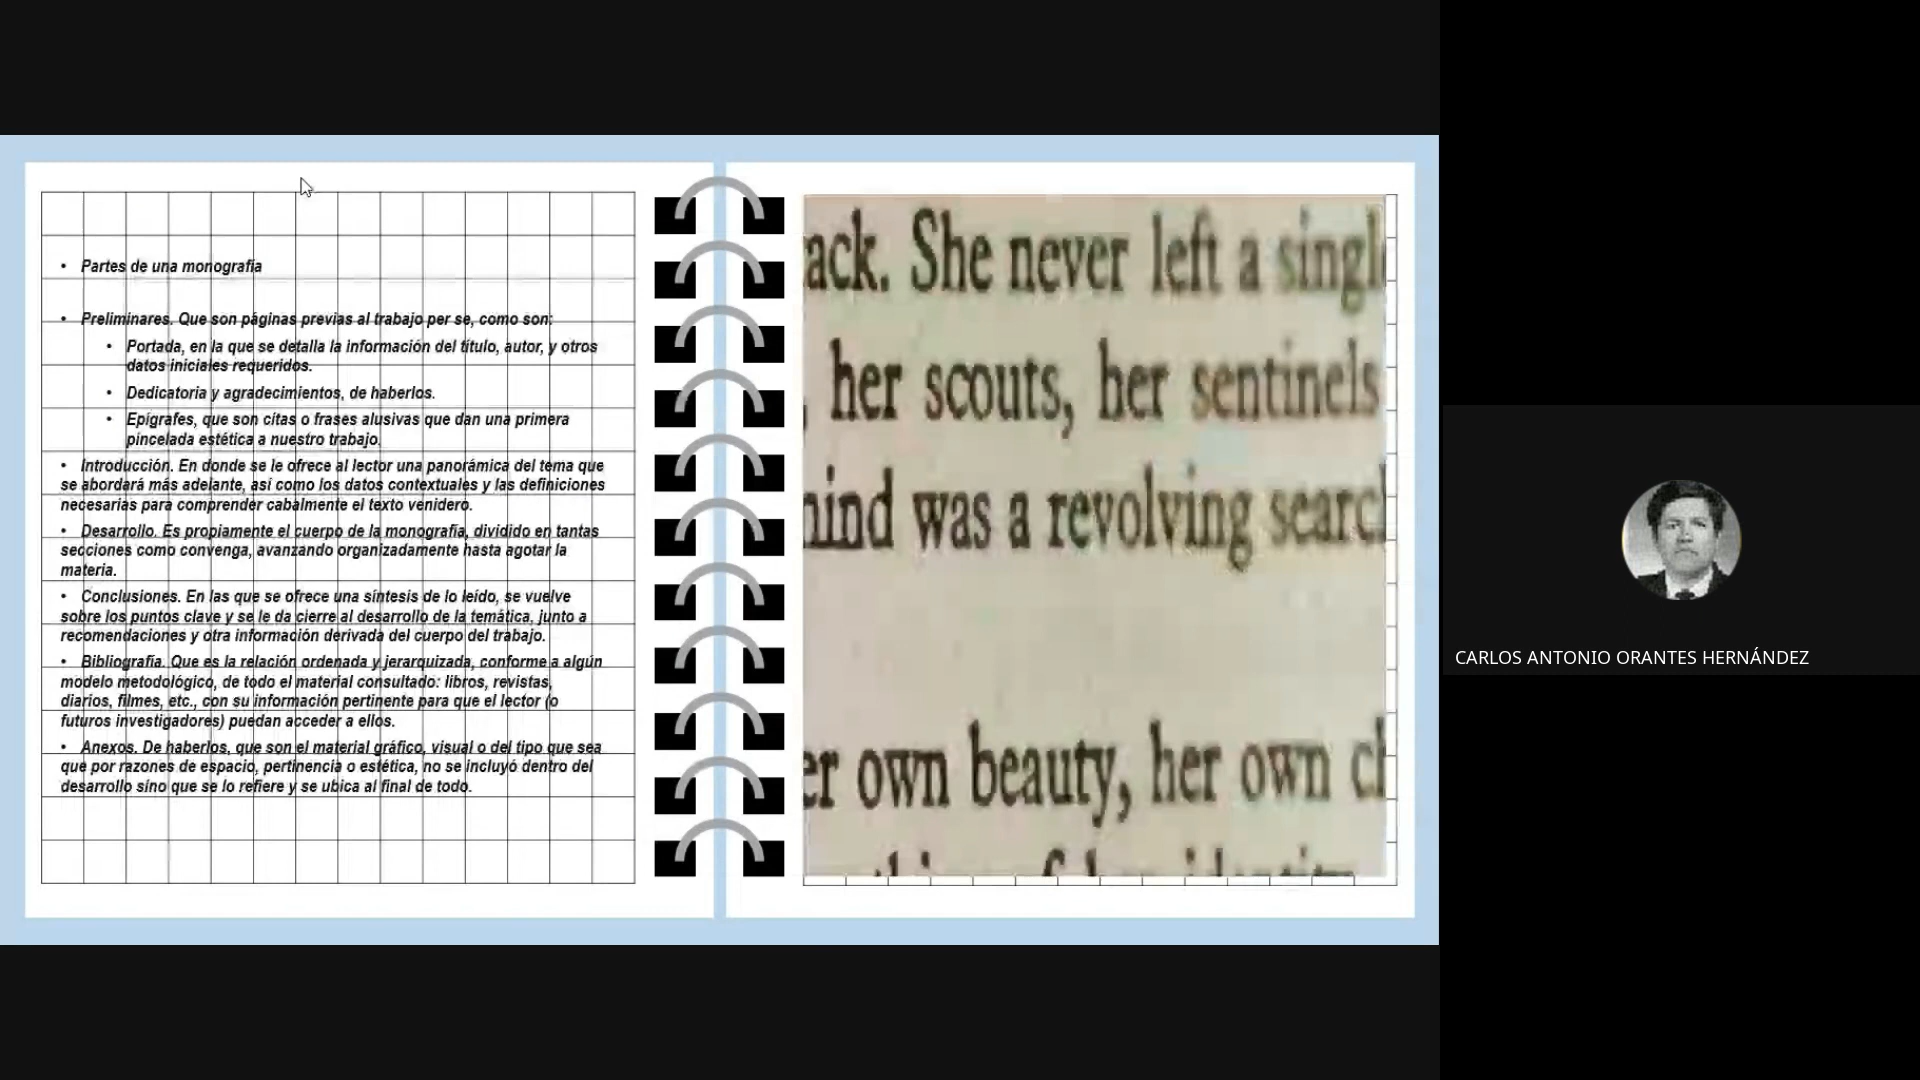 • Partes de una monografía
• Preliminares. Que son páginas previas al trabajo per se, como son:
• Portada, en la que se detalla la información del título, autor, y otros
datos iniciales requeridos.
• Dedicatoria y agradecimientos, de haberlos.
• Epígrafes, que son citas o frases alusivas que dan una primera
pincelada estética a nuestro trabajo.
• Introducción. En donde se le ofrece al lector una panorámica del tema que
se abordará más adelante, así como los datos contextuales y las definiciones
necesarias para comprender cabalmente el texto venidero.
• Desarrollo. Es propiamente el cuerpo de la monografía, dividido en tantas
secciones como convenga, avanzando organizadamente hasta agotar la
materia.
• Conclusiones. En las que se ofrece una síntesis de lo leído, se vuelve
sobre los puntos clave y se le da cierre al desarrollo de la temática, junto a
recomendaciones y otra información derivada del cuerpo del trabajo.
• Bibliografía. Que es la relación ordenada y jerarquizada, conforme a algún
modelo metodológico, de todo el material consultado: libros, revistas,
diarios, filmes, etc., con su información pertinente para que el lector (o
futuros investigadores) puedan acceder a ellos.
• Anexos. De haberlos, que son el material gráfico, visual o del tipo que sea
que por razones de espacio, pertinencia o estética, no se incluyó dentro del
desarrollo sino que se lo refiere y se ubica al final de todo.
ack. She never left a singl
, her scouts, her sentinels
ind was a revolving searc
er own beauty, her own
CARLOS ANTONIO ORANTES HERNÁNDEZ